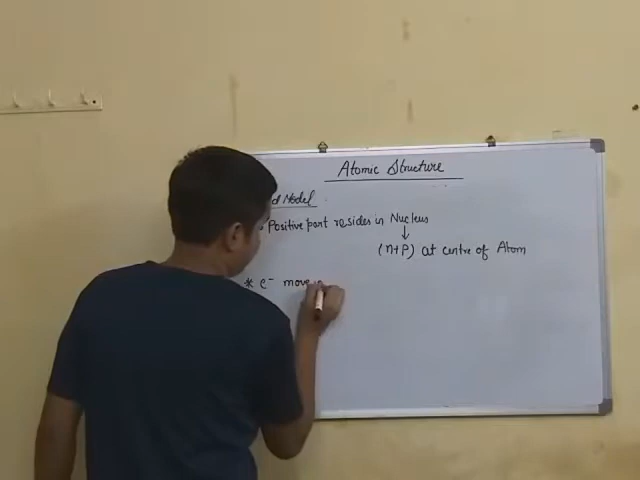 Atomic Structure
d Model
Positive part resides in Nucleus
↓
(n+P) at centre of Atom
* e⁻ move